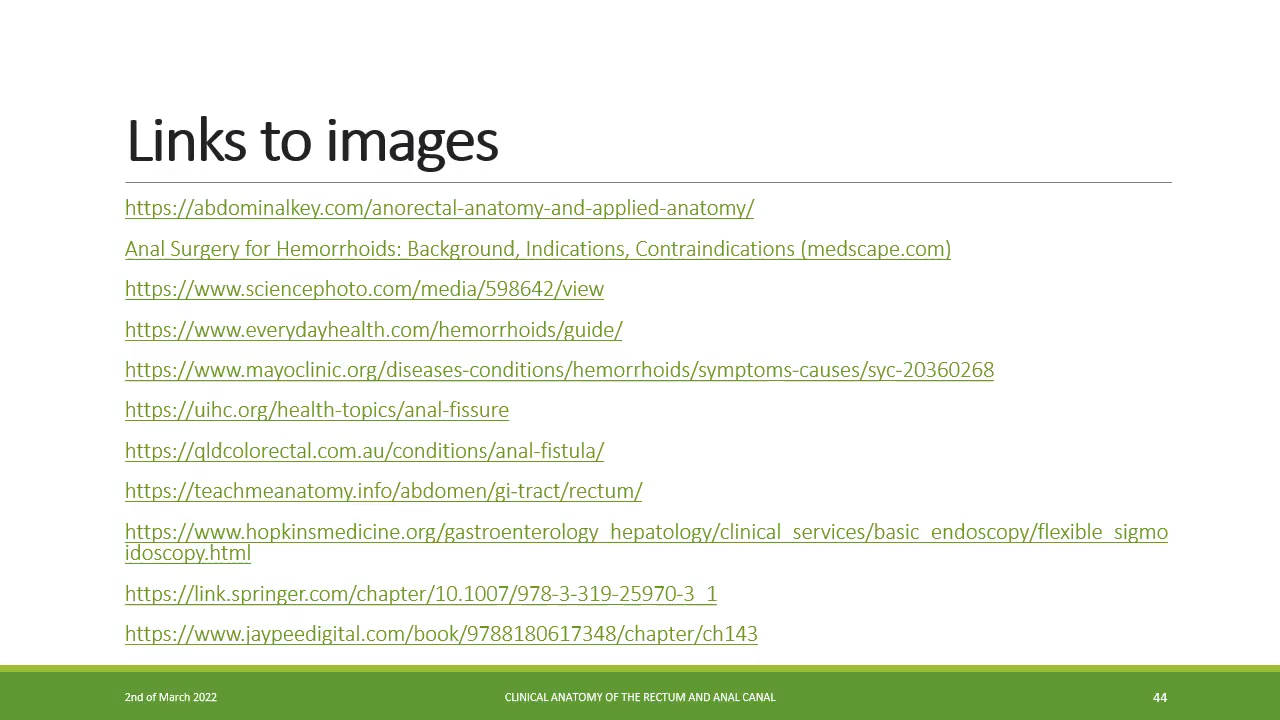 Links to images
https://abdominalkey.com/anorectal-anatomy-and-applied-anatomy/
Anal Surgery for Hemorrhoids: Background, Indications, Contraindications (medscape.com)
https://www.sciencephoto.com/media/598642/view
https://www.everydayhealth.com/hemorrhoids/guide/
https://www.mayoclinic.org/diseases-conditions/hemorrhoids/symptoms-causes/syc-20360268
https://uihc.org/health-topics/anal-fissure
https://qldcolorectal.com.au/conditions/anal-fistula/
https://teachmeanatomy.info/abdomen/gi-tract/rectum/
https://www.hopkinsmedicine.org/gastroenterology_hepatology/clinical_services/basic_endoscopy/flexible_sigmo
idoscopy.html
https://link.springer.com/chapter/10.1007/978-3-319-25970-3_1
https://www.jaypeedigital.com/book/9788180617348/chapter/ch143
2nd of March 2022
CLINICAL ANATOMY OF THE RECTUM AND ANAL CANAL
44